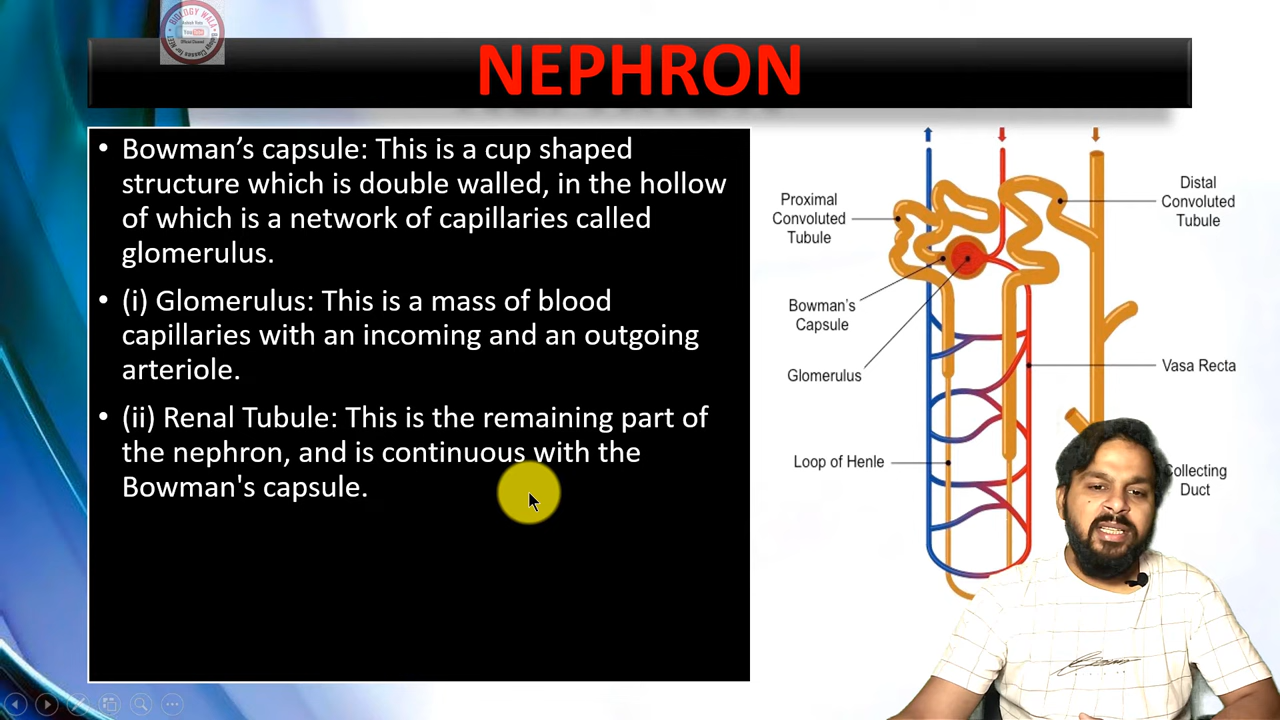 BIOLOGY WALA
YouTube
NEPHRON
• Bowman’s capsule: This is a cup shaped
structure which is double walled, in the hollow
of which is a network of capillaries called
glomerulus.
• (i) Glomerulus: This is a mass of blood
capillaries with an incoming and an outgoing
arteriole.
• (ii) Renal Tubule: This is the remaining part of
the nephron, and is continuous with the
Bowman's capsule.
Proximal
Convoluted
Tubule
Bowman’s
Capsule
Glomerulus
Loop of Henle
Distal
Convoluted
Tubule
Vasa Recta
Collecting
Duct